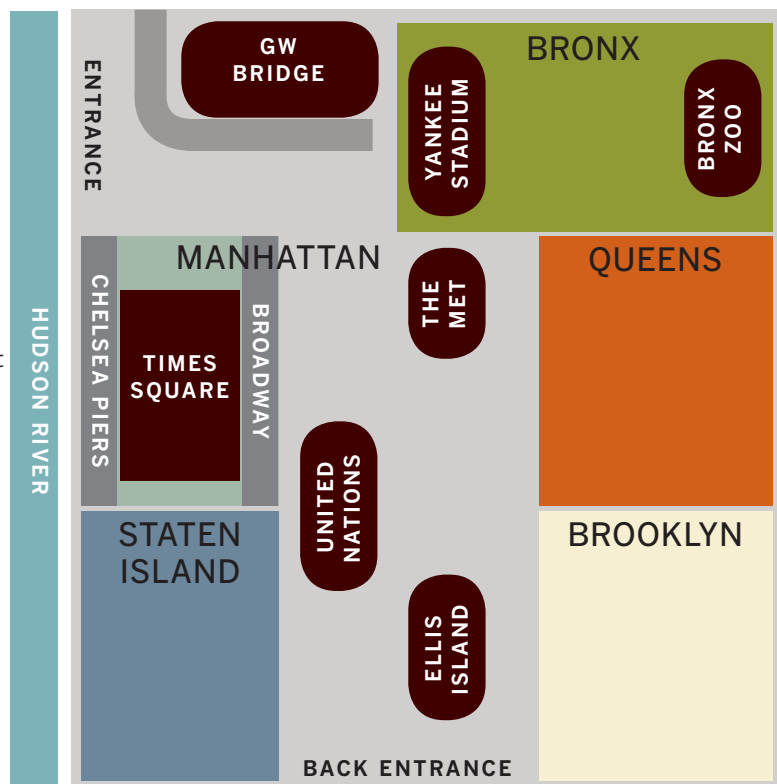 GW
BRIDGE
BRONX
ENTRANCE
YANKEE
STADIUM
BRONX
ZOO
MANHATTAN
QUEENS
THE
MET
HUDSON RIVER
CHELSEA PIERS
TIMES
SQUARE
BROADWAY
UNITED
NATIONS
STATEN
ISLAND
BROOKLYN
ELLIS
ISLAND
BACK ENTRANCE